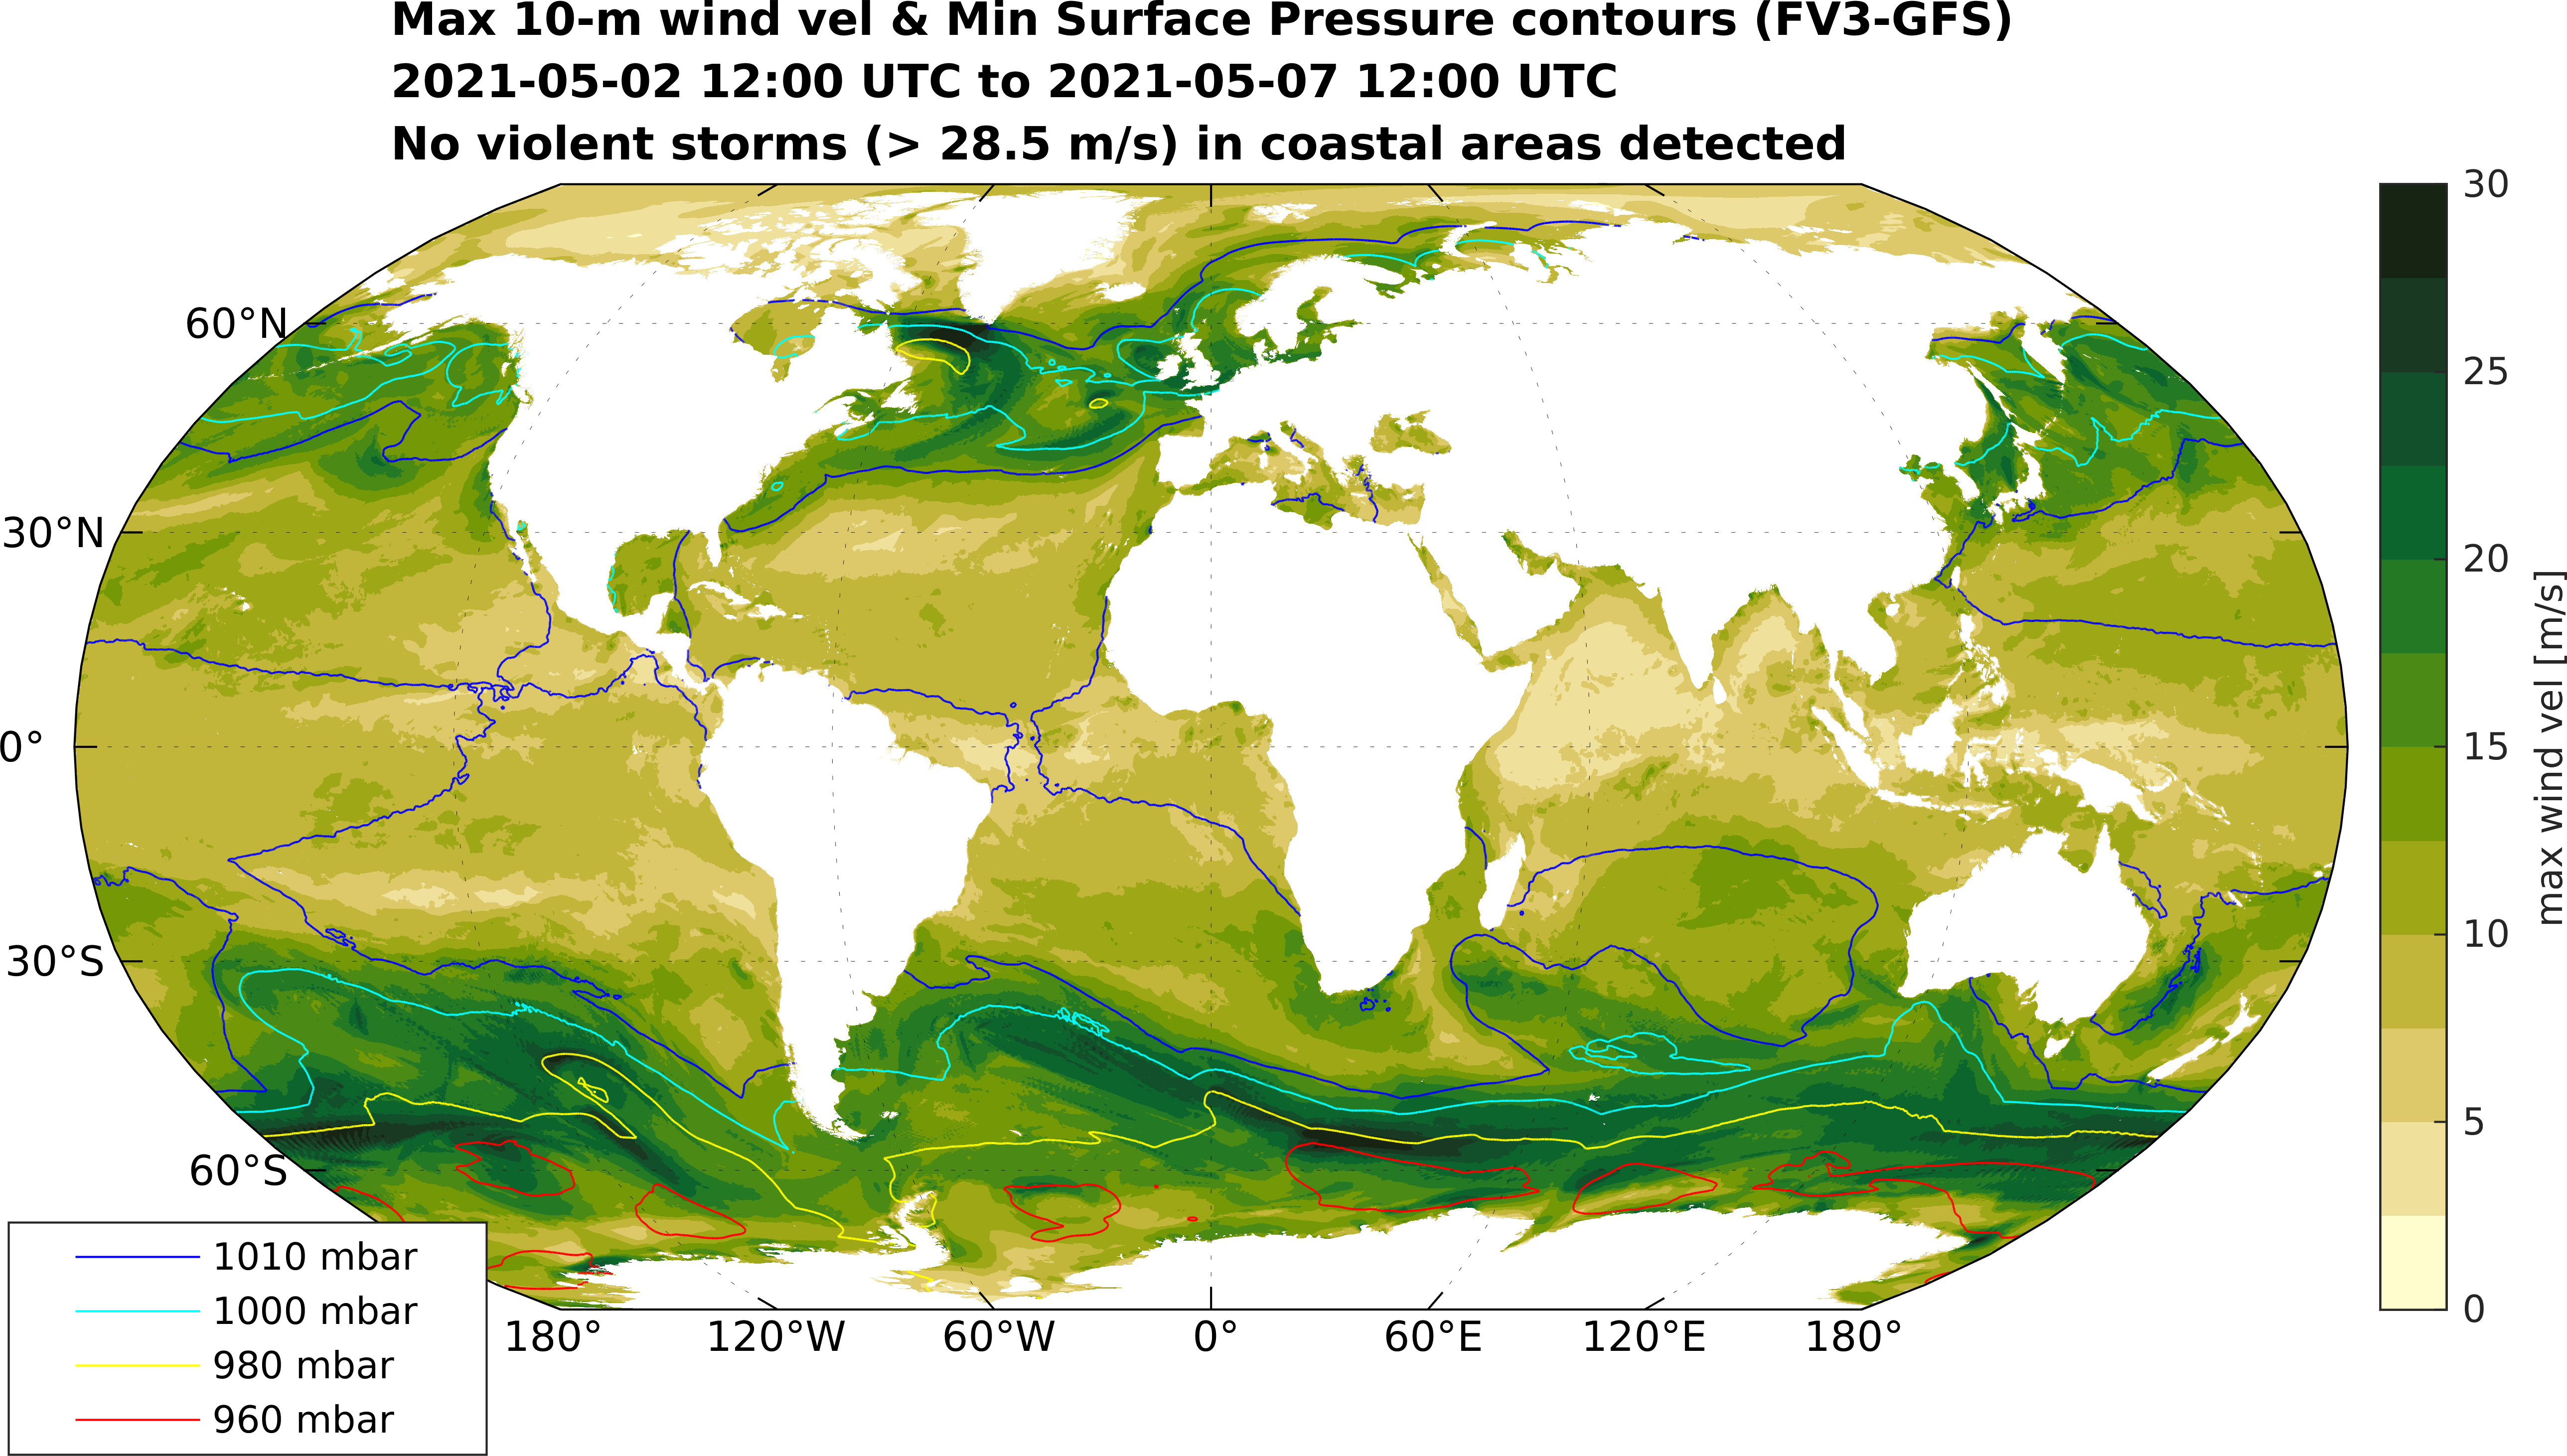 Max 10-m wind vel & Min Surface Pressure contours (FV3-GFS)
2021-05-02 12:00 UTC to 2021-05-07 12:00 UTC
No violent storms (> 28.5 m/s) in coastal areas detected
30
25
20
15
10
5
0
max wind vel [m/s]
60°N
30°N
0°
30°S
60°S
180°
120°W
60°W
0°
60°E
120°E
180°
1010 mbar
1000 mbar
980 mbar
960 mbar